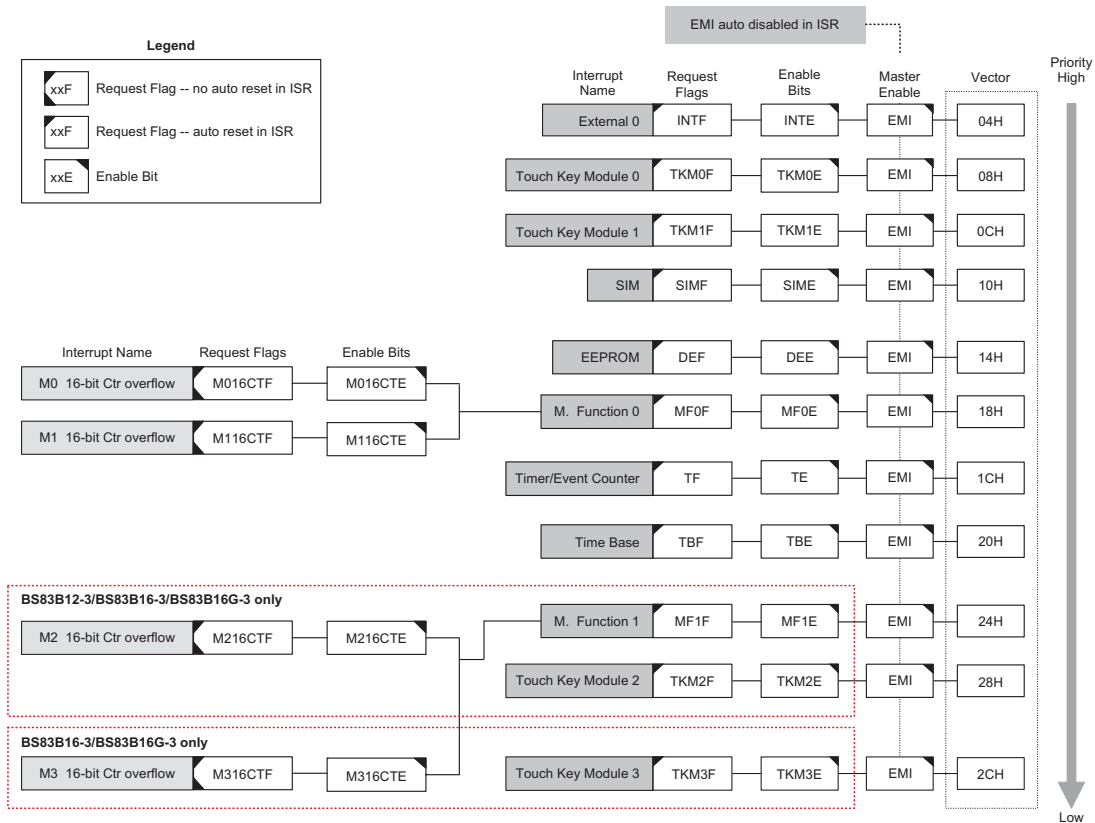 EMI auto disabled in ISR
Legend
xxF Request Flag -- no auto reset in ISR
xxF Request Flag -- auto reset in ISR
xxE Enable Bit
Interrupt Name Request Flags Enable Bits Master Enable Vector Priority High
External 0 INTF INTE EMI 04H
Touch Key Module 0 TKM0F TKM0E EMI 08H
Touch Key Module 1 TKM1F TKM1E EMI 0CH
SIM SIMF SIME EMI 10H
Interrupt Name Request Flags Enable Bits
EEPROM DEF DEE EMI 14H
M0 16-bit Ctr overflow M016CTF M016CTE
M. Function 0 MF0F MF0E EMI 18H
M1 16-bit Ctr overflow M116CTF M116CTE
Timer/Event Counter TF TE EMI 1CH
Time Base TBF TBE EMI 20H
BS83B12-3/BS83B16-3/BS83B16G-3 only
M. Function 1 MF1F MF1E EMI 24H
M2 16-bit Ctr overflow M216CTF M216CTE
Touch Key Module 2 TKM2F TKM2E EMI 28H
BS83B16-3/BS83B16G-3 only
M3 16-bit Ctr overflow M316CTF M316CTE Touch Key Module 3 TKM3F TKM3E EMI 2CH
Low